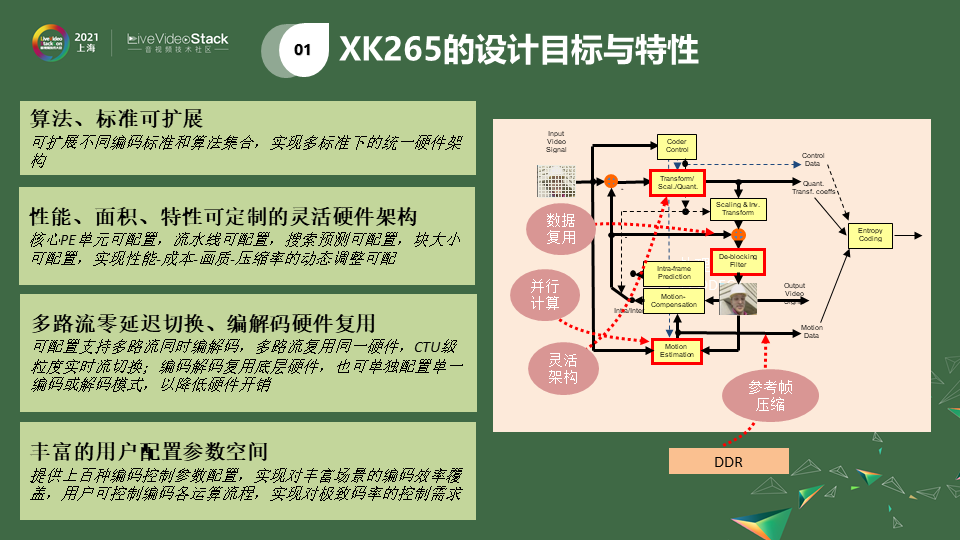 2021
上海
LiveVideoStack
音视频技术社区
01
XK265的设计目标与特性
算法、标准可扩展
可扩展不同编码标准和算法集合，实现多标准下的统一硬件架
构
性能、面积、特性可定制的灵活硬件架构
核心PE单元可配置，流水线可配置，搜索预测可配置，块大小
可配置，实现性能-成本-画质-压缩率的动态调整可配
多路流零延迟切换、编解码硬件复用
可配置支持多路流同时编解码，多路流复用同一硬件，CTU级
粒度实时流切换；编码解码复用底层硬件，也可单独配置单一
编码或解码模式，以降低硬件开销
丰富的用户配置参数空间
提供上百种编码控制参数配置，实现对丰富场景的编码效率覆
盖，用户可控制编码各运算流程，实现对极致码率的控制需求
Input
Video
Signal
Coder
Control
Control
Data
Transform/
Scal./Quant.
-
Quant.
Transf. coeffs
Scaling & Inv.
Transform
数据
复用
Entropy
Coding
De-blocking
Filter
Intra-frame
Prediction
并行
计算
Motion-
Compensation
Output
Video
Intra/Inter
Motion
Data
Motion
Estimation
灵活
架构
参考帧
压缩
DDR